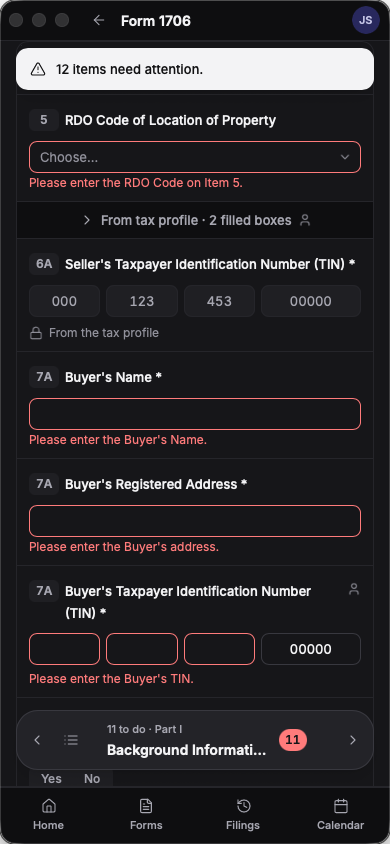 Form 1706
JS
12 items need attention.
5 RDO Code of Location of Property
Choose...
Please enter the RDO Code on Item 5.
From tax profile · 2 filled boxes
6A Seller's Taxpayer Identification Number (TIN) *
000 123 453 00000
From the tax profile
7A Buyer's Name *
Please enter the Buyer's Name.
7A Buyer's Registered Address *
Please enter the Buyer's address.
7A Buyer's Taxpayer Identification Number
(TIN) *
00000
Please enter the Buyer's TIN.
11 to do · Part I
Background Informati... 11
Yes No
Home Forms Filings Calendar